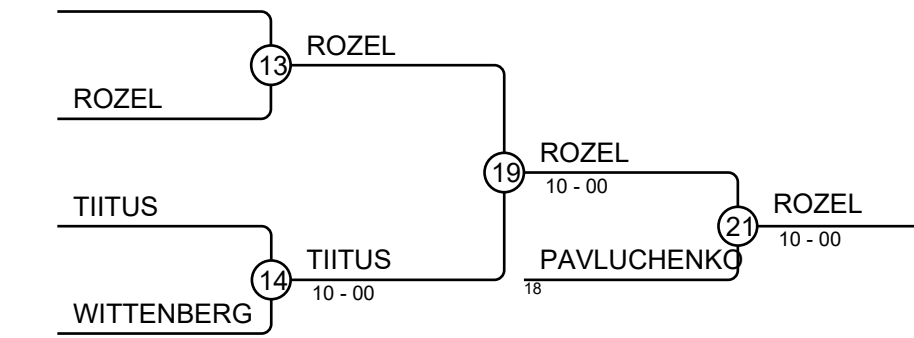 ROZEL
13
ROZEL
ROZEL
19
10 - 00
ROZEL
TIITUS
21
10 - 00
TIITUS
PAVLUCHENKO
14
10 - 00
18
WITTENBERG